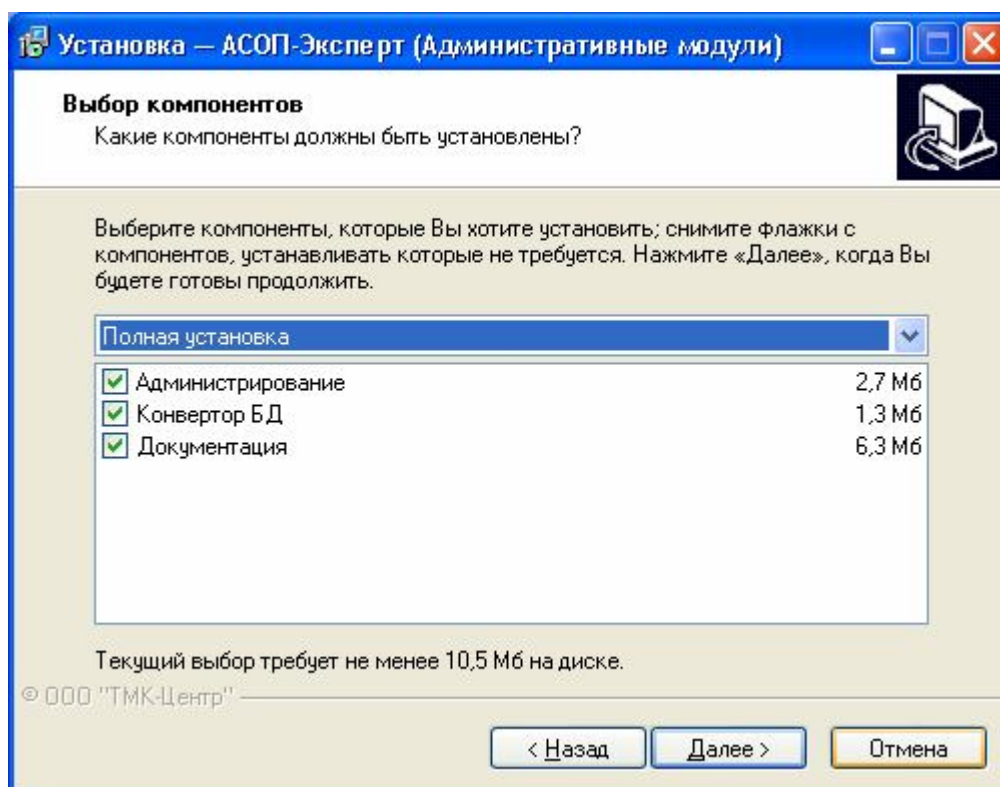 Установка — АСОП-Эксперт (Административные модули)
Выбор компонентов
Какие компоненты должны быть установлены?
Выберите компоненты, которые Вы хотите установить; снимите флажки с
компонентов, устанавливать которые не требуется. Нажмите «Далее», когда Вы
будете готовы продолжить.
Полная установка
Администрирование 2,7 Мб
Конвертор БД 1,3 Мб
Документация 6,3 Мб
Текущий выбор требует не менее 10,5 Мб на диске.
© ООО "ТМК-Центр"
< Назад Далее > Отмена